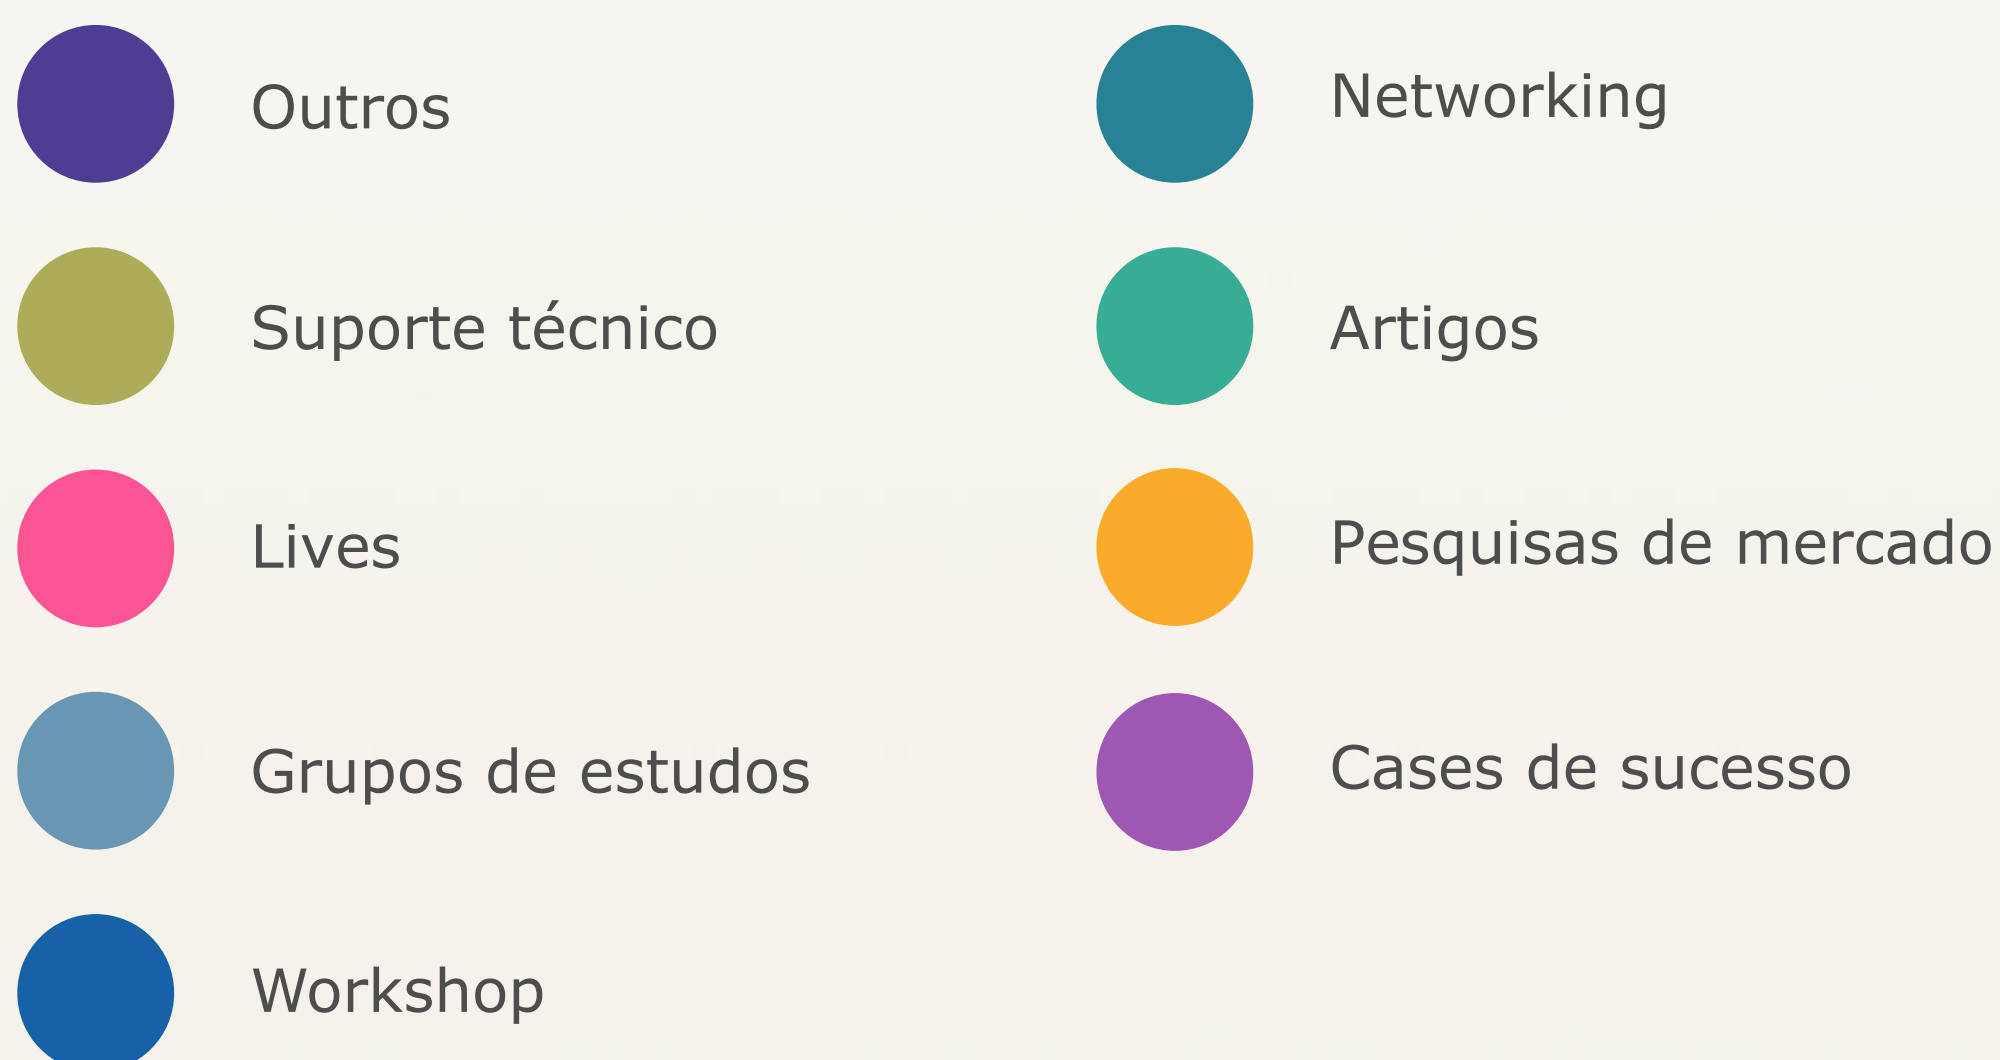 Outros
Suporte técnico
Lives
Grupos de estudos
Workshop
Networking
Artigos
Pesquisas de mercado
Cases de sucesso